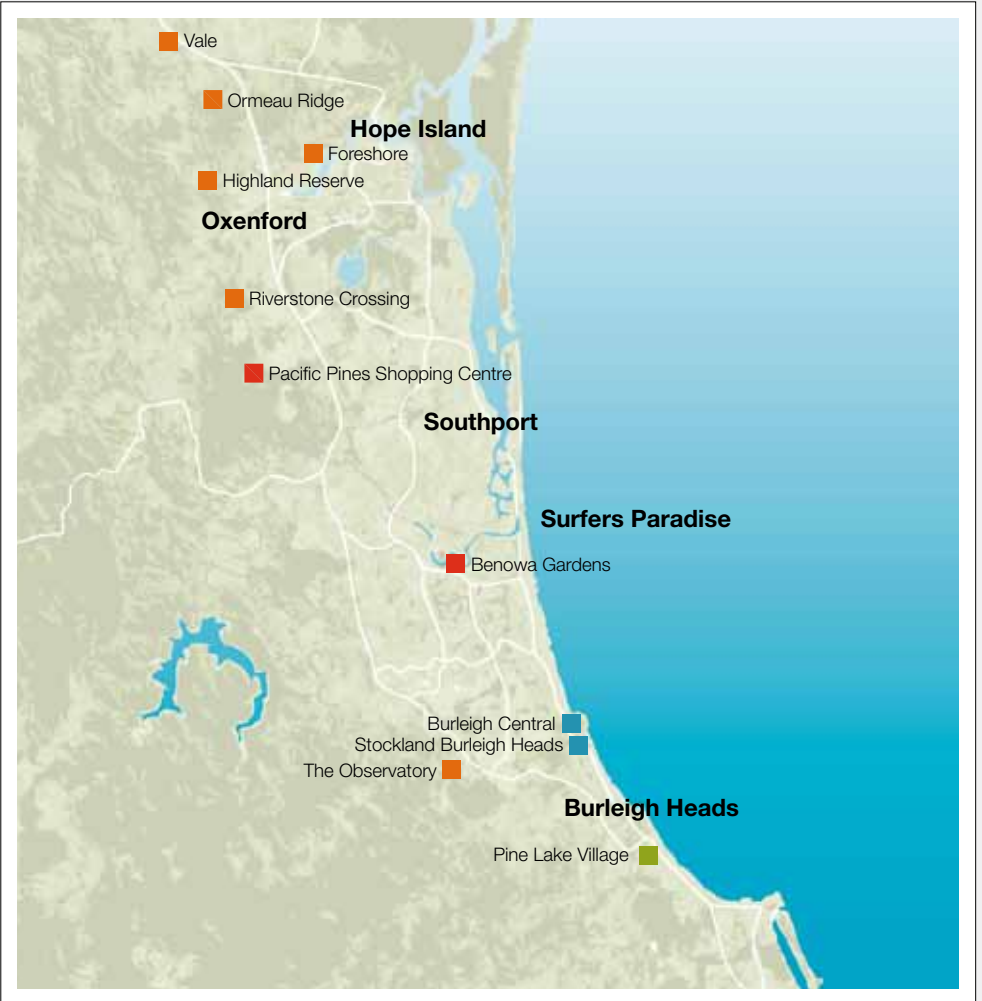 Vale
Ormeau Ridge
Hope Island
Foreshore
Highland Reserve
Oxenford
Riverstone Crossing
Pacific Pines Shopping Centre
Southport
Surfers Paradise
Benowa Gardens
Burleigh Central
Stockland Burleigh Heads
The Observatory
Burleigh Heads
Pine Lake Village